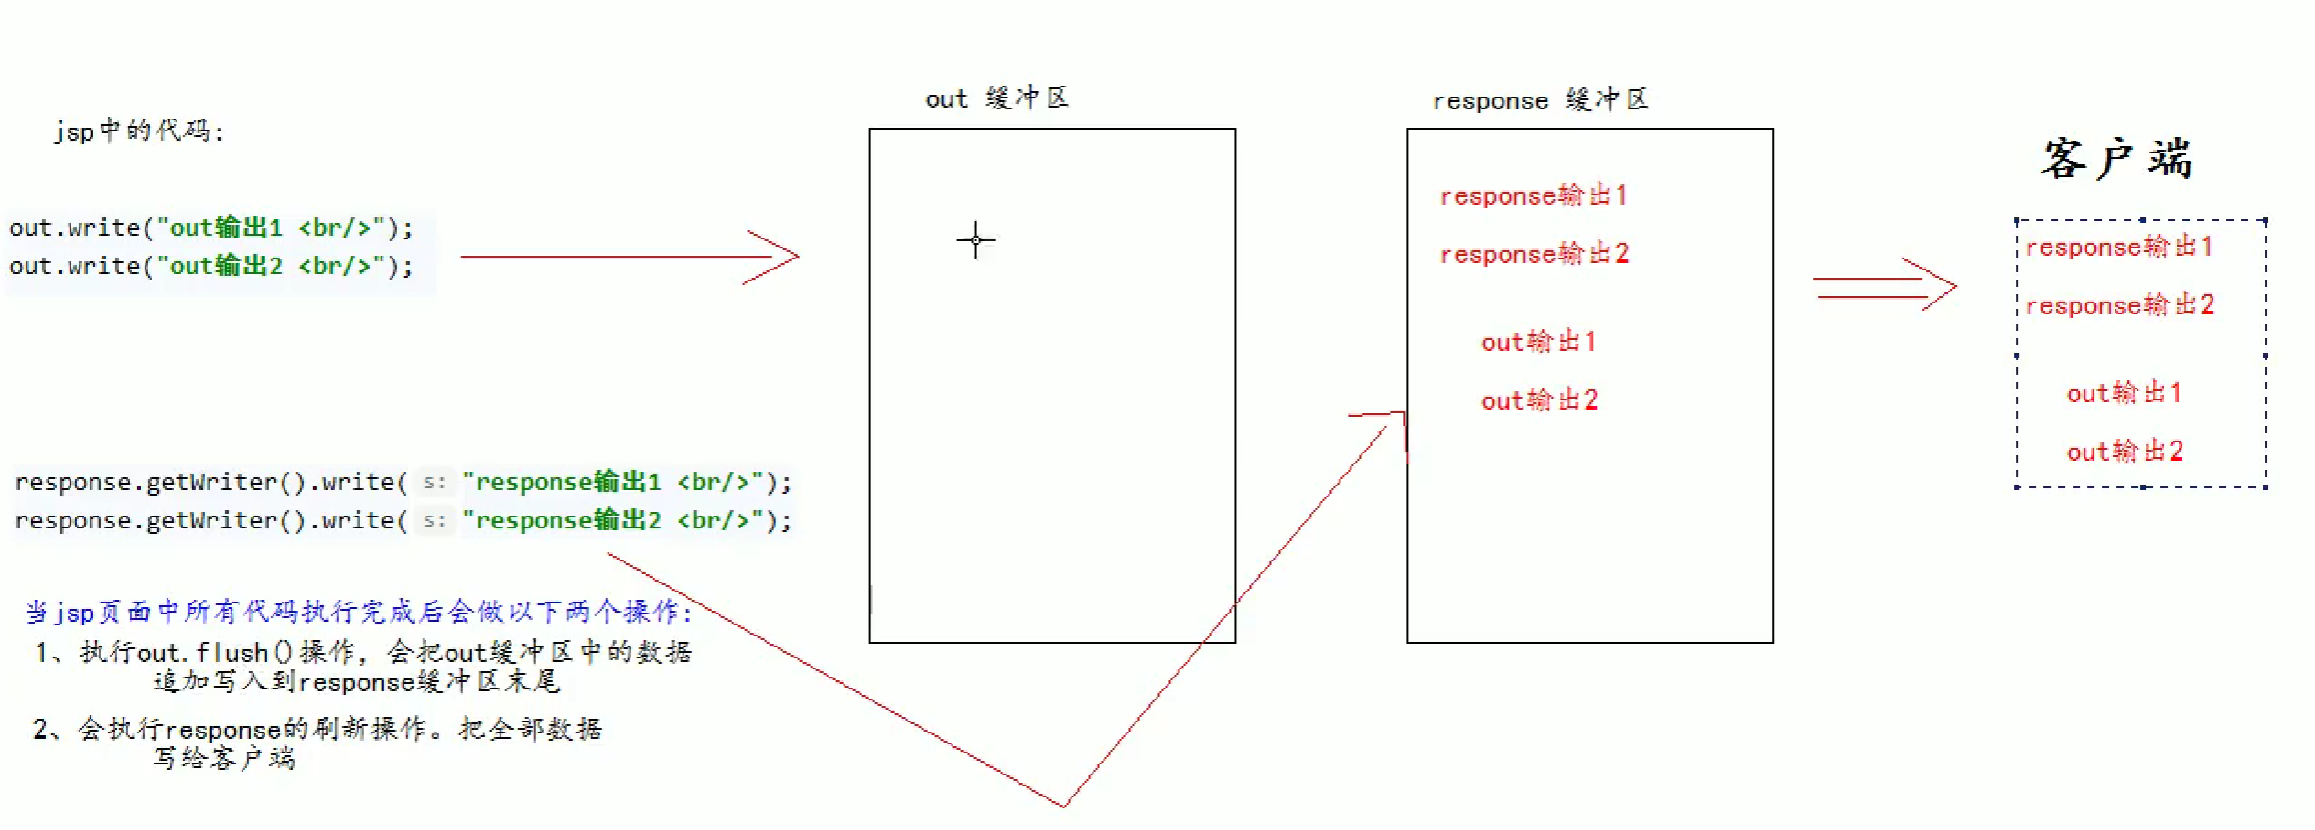 jsp中的代码:
out.write("out输出1 <br/>");
out.write("out输出2 <br/>");
response.getWriter().write( s: "response输出1 <br/>");
response.getWriter().write( s: "response输出2 <br/>");
当jsp页面中所有代码执行完成后会做以下两个操作:
1、执行out.flush()操作，会把out缓冲区中的数据
追加写入到response缓冲区末尾
2、会执行response的刷新操作。把全部数据
写给客户端
out 缓冲区
response 缓冲区
response输出1
response输出2
out输出1
out输出2
客户端
response输出1
response输出2
out输出1
out输出2